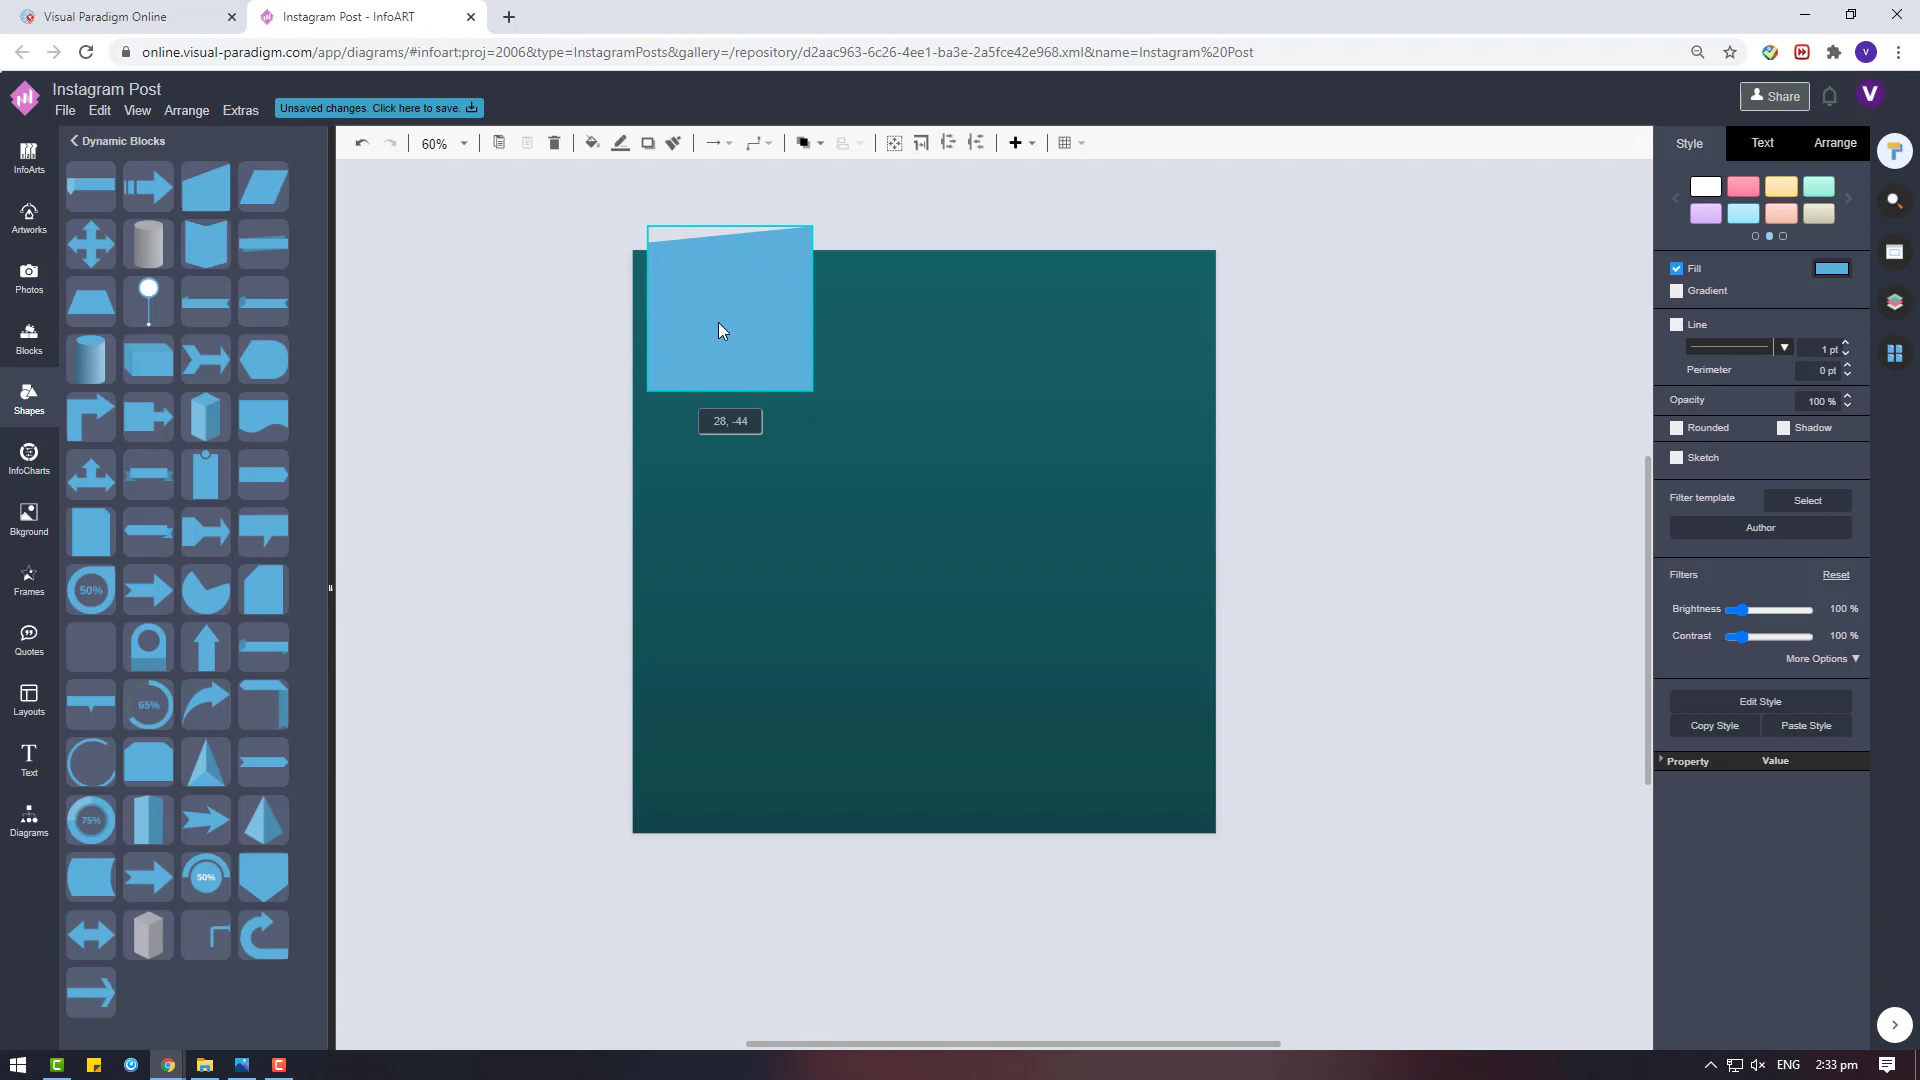 Visual Paradigm Online
Instagram Post - InfoART
online.visual-paradigm.com/app/diagrams/#infoart:proj=2006&type=InstagramPosts&gallery=/repository/d2aac963-6c26-4ee1-ba3e-2a5fce42e968.xml&name=Instagram%20Post
V
Instagram Post
File
Edit
View
Arrange
Extras
Unsaved changes. Click here to save.
Share
V
InfoArts
Artworks
Photos
Blocks
Shapes
InfoCharts
Bkground
Frames
Quotes
Layouts
Text
Diagrams
Dynamic Blocks
50%
65%
75%
50%
60%
28, -44
Style
Text
Arrange
Fill
Gradient
Line
1 pt
Perimeter
0 pt
Opacity
100 %
Rounded
Shadow
Sketch
Filter template
Select
Author
Filters
Reset
Brightness
100 %
Contrast
100 %
More Options ▼
Edit Style
Copy Style
Paste Style
Property
Value
ENG
2:33 pm